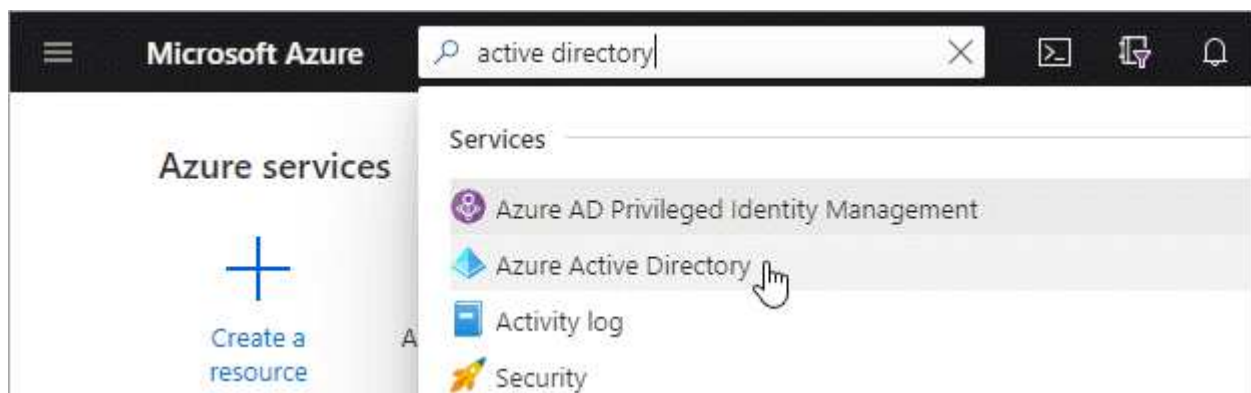 Microsoft Azure
active directory
Services
Azure services
Azure AD Privileged Identity Management
Azure Active Directory
Activity log
Security
Create a
resource
A